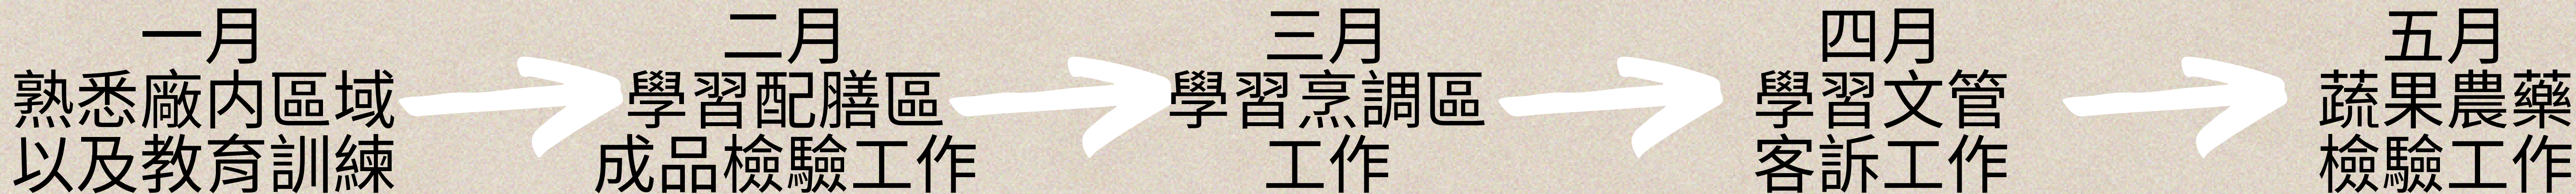 一月
熟悉廠内區域
以及教育訓練
二月
學習配膳區
成品檢驗工作
三月
學習烹調區
工作
四月
學習文管
客訴工作
五月
蔬果農藥
檢驗工作